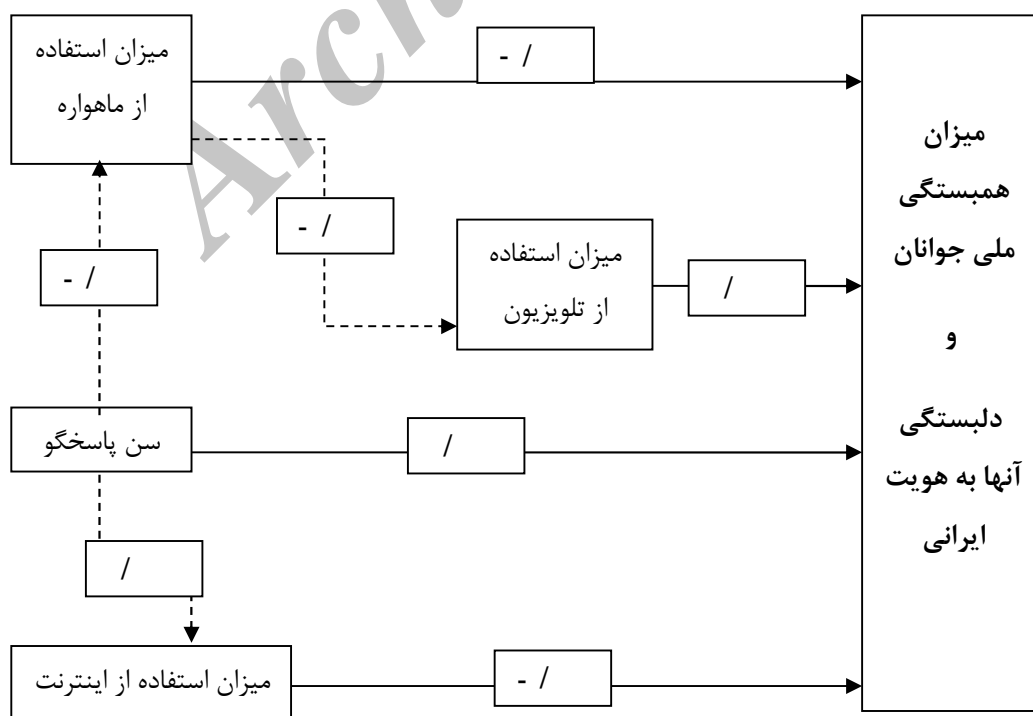 Arch
میزان استفاده
از ماهواره
- /
- /
- /
میزان استفاده
از تلویزیون
/
سن پاسخگو
/
/
میزان استفاده از اینترنت
- /
میزان
همبستگی
ملی جوانان
و
دلبستگی
آنها به هویت
ایرانی